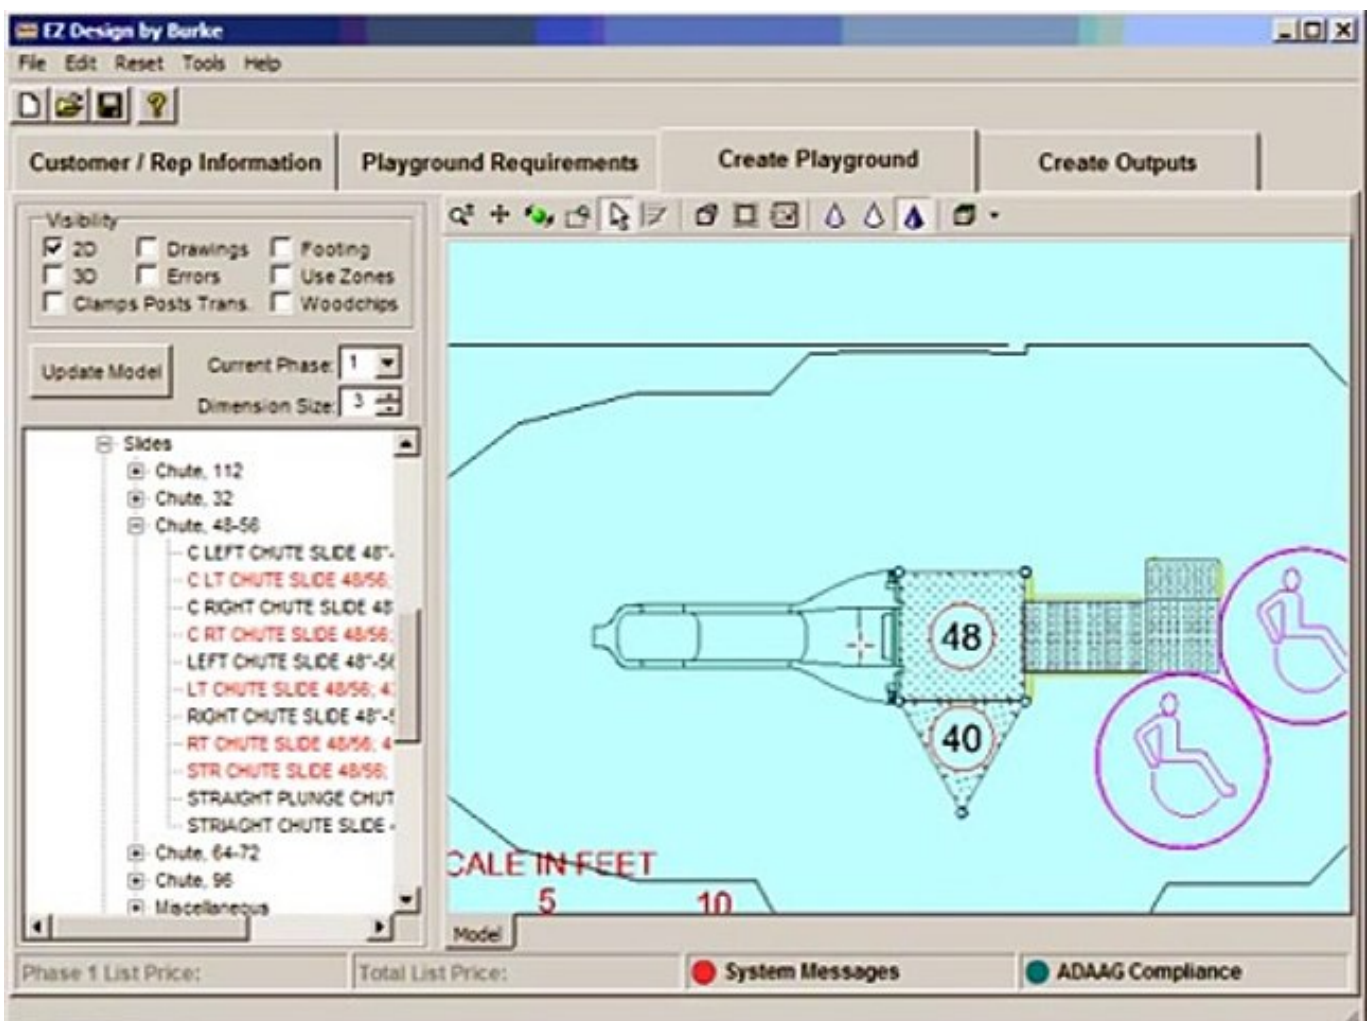 EZ Design by Burke
File Edit Reset Tools Help
Customer / Rep Information
Playground Requirements
Create Playground
Create Outputs
Visibility
2D Drawings Footing
3D Errors Use Zones
Clamps Posts Trans. Woodchips
Update Model
Current Phase: 1
Dimension Size: 3
Slides
Chute, 112
Chute, 32
Chute, 48-56
C LEFT CHUTE SLIDE 48"-
C LT CHUTE SLIDE 48/56;
C RIGHT CHUTE SLIDE 48
C RT CHUTE SLIDE 48/56;
LEFT CHUTE SLIDE 48"-56
LT CHUTE SLIDE 48/56; 4
RIGHT CHUTE SLIDE 48"-5
RT CHUTE SLIDE 48/56; 4
STR CHUTE SLIDE 48/56;
STRAIGHT PLUNGE CHUT
STRIAGHT CHUTE SLIDE -
Chute, 64-72
Chute, 96
Miscellaneous
48
40
CALE IN FEET
5 10
Model
Phase 1 List Price:
Total List Price:
System Messages
ADAAG Compliance